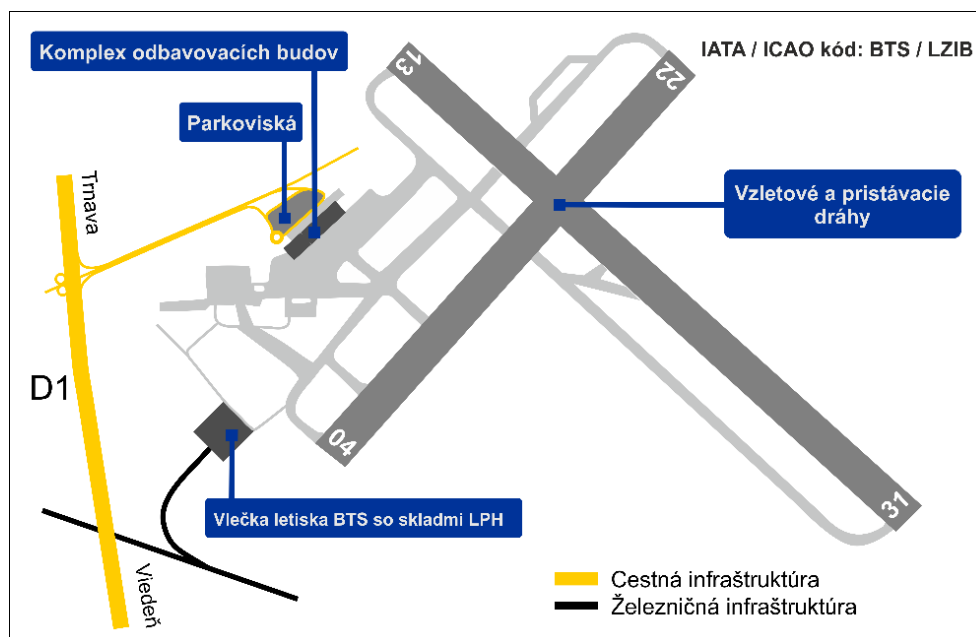 Komplex odbavovacích budov
IATA / ICAO kód: BTS / LZIB
13
22
Parkoviská
Trnava
Vzletové a pristávacie
dráhy
D1
04
31
Vlečka letiska BTS so skladmi LPH
Viedeň
Cestná infraštruktúra
Železničná infraštruktúra